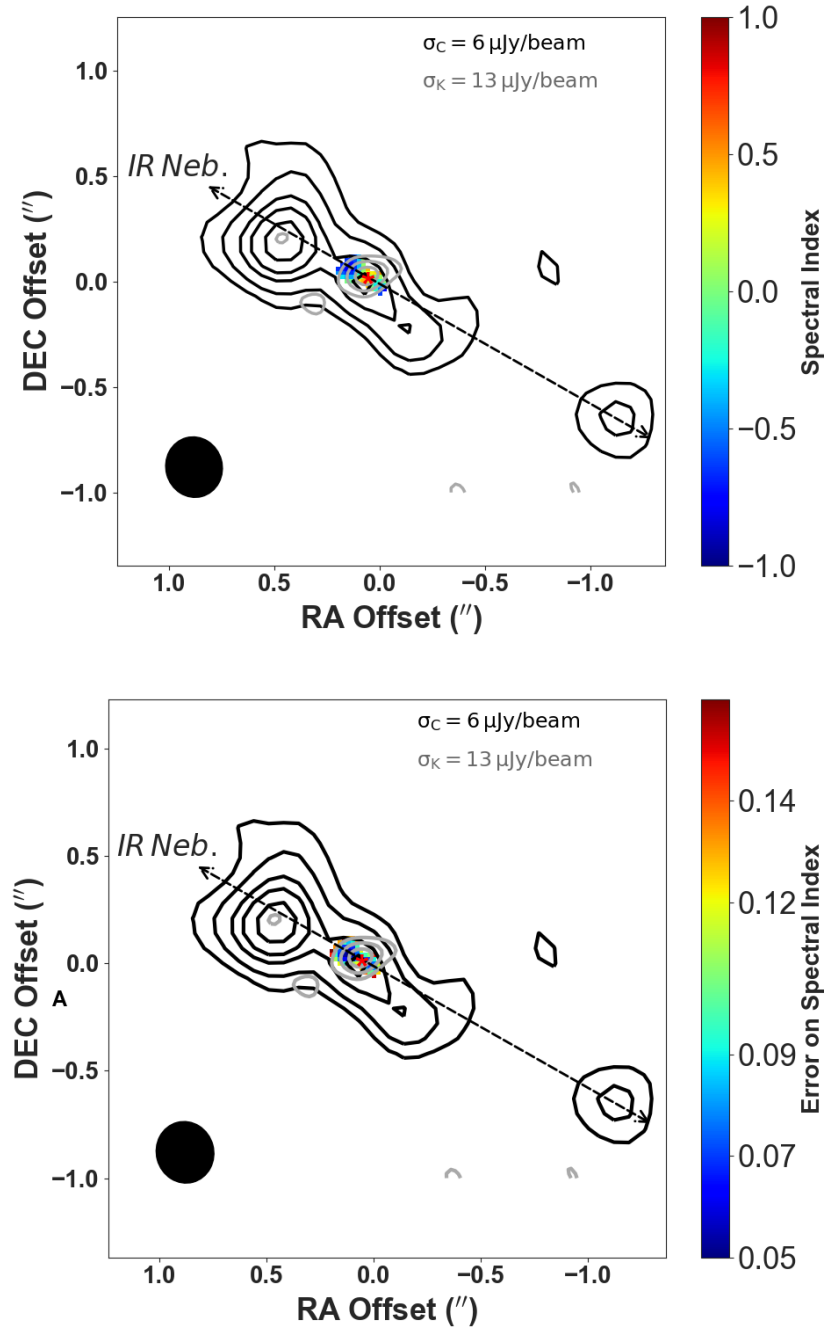 σC = 6 μJy/beam
σK = 13 μJy/beam
IR Neb.
1.0
0.5
0.0
−0.5
−1.0
DEC Offset (″)
1.0
0.5
0.0
−0.5
−1.0
RA Offset (″)
1.0
0.5
0.0
−0.5
−1.0
Spectral Index
σC = 6 μJy/beam
σK = 13 μJy/beam
IR Neb.
1.0
0.5
0.0
−0.5
−1.0
DEC Offset (″)
A
1.0
0.5
0.0
−0.5
−1.0
RA Offset (″)
0.14
0.12
0.09
0.07
0.05
Error on Spectral Index